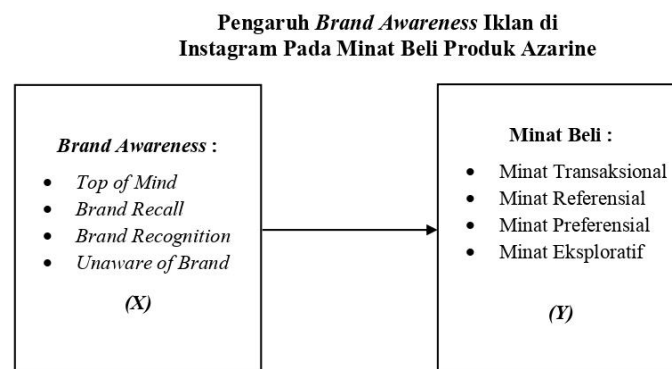 Pengaruh Brand Awareness Iklan di
Instagram Pada Minat Beli Produk Azarine
Brand Awareness :
• Top of Mind
• Brand Recall
• Brand Recognition
• Unaware of Brand
(X)
Minat Beli :
• Minat Transaksional
• Minat Referensial
• Minat Preferensial
• Minat Eksploratif
(Y)